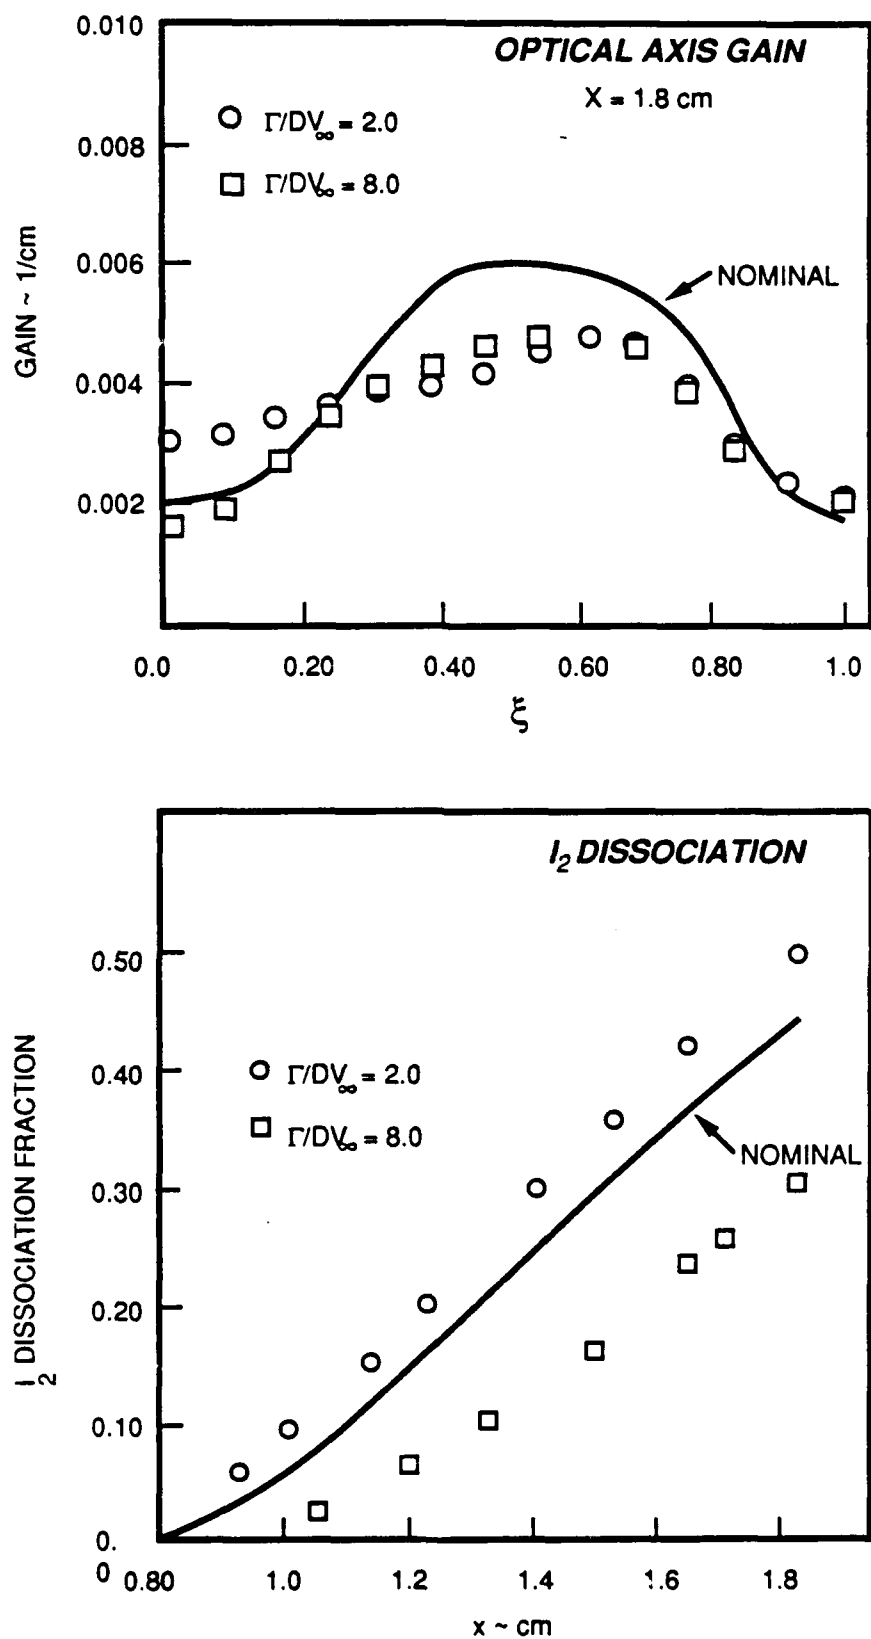 0.010
OPTICAL AXIS GAIN
X = 1.8 cm
Γ/DV∞ = 2.0
0.008
Γ/DV∞ = 8.0
0.006
NOMINAL
GAIN ~ 1/cm
0.004
0.002
0.0 0.20 0.40 0.60 0.80 1.0
ξ
I2 DISSOCIATION
0.50
0.40
Γ/DV∞ = 2.0
Γ/DV∞ = 8.0
NOMINAL
I2 DISSOCIATION FRACTION
0.30
0.20
0.10
0.
0
0.80 1.0 1.2 1.4 1.6 1.8
x ~ cm